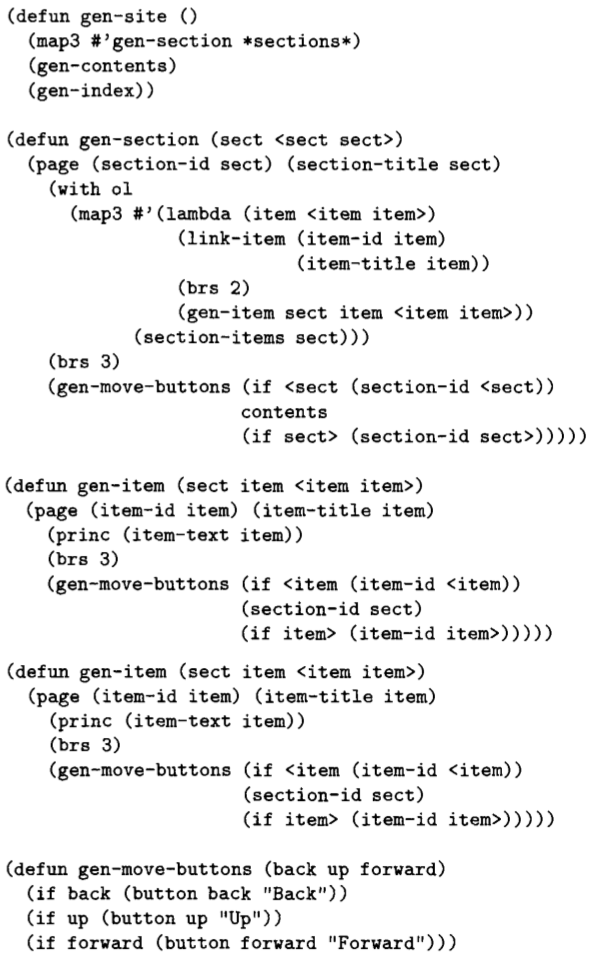 (defun gen-site ()
  (map3 #'gen-section *sections*)
  (gen-contents)
  (gen-index))

(defun gen-section (sect <sect sect>)
  (page (section-id sect) (section-title sect)
    (with ol
      (map3 #'(lambda (item <item item>)
                (link-item (item-id item)
                           (item-title item))
                (brs 2)
                (gen-item sect item <item item>))
            (section-items sect)))
    (brs 3)
    (gen-move-buttons (if <sect (section-id <sect))
                      contents
                      (if sect> (section-id sect>)))))

(defun gen-item (sect item <item item>)
  (page (item-id item) (item-title item)
    (princ (item-text item))
    (brs 3)
    (gen-move-buttons (if <item (item-id <item))
                      (section-id sect)
                      (if item> (item-id item>)))))
(defun gen-item (sect item <item item>)
  (page (item-id item) (item-title item)
    (princ (item-text item))
    (brs 3)
    (gen-move-buttons (if <item (item-id <item))
                      (section-id sect)
                      (if item> (item-id item>)))))

(defun gen-move-buttons (back up forward)
  (if back (button back "Back"))
  (if up (button up "Up"))
  (if forward (button forward "Forward")))